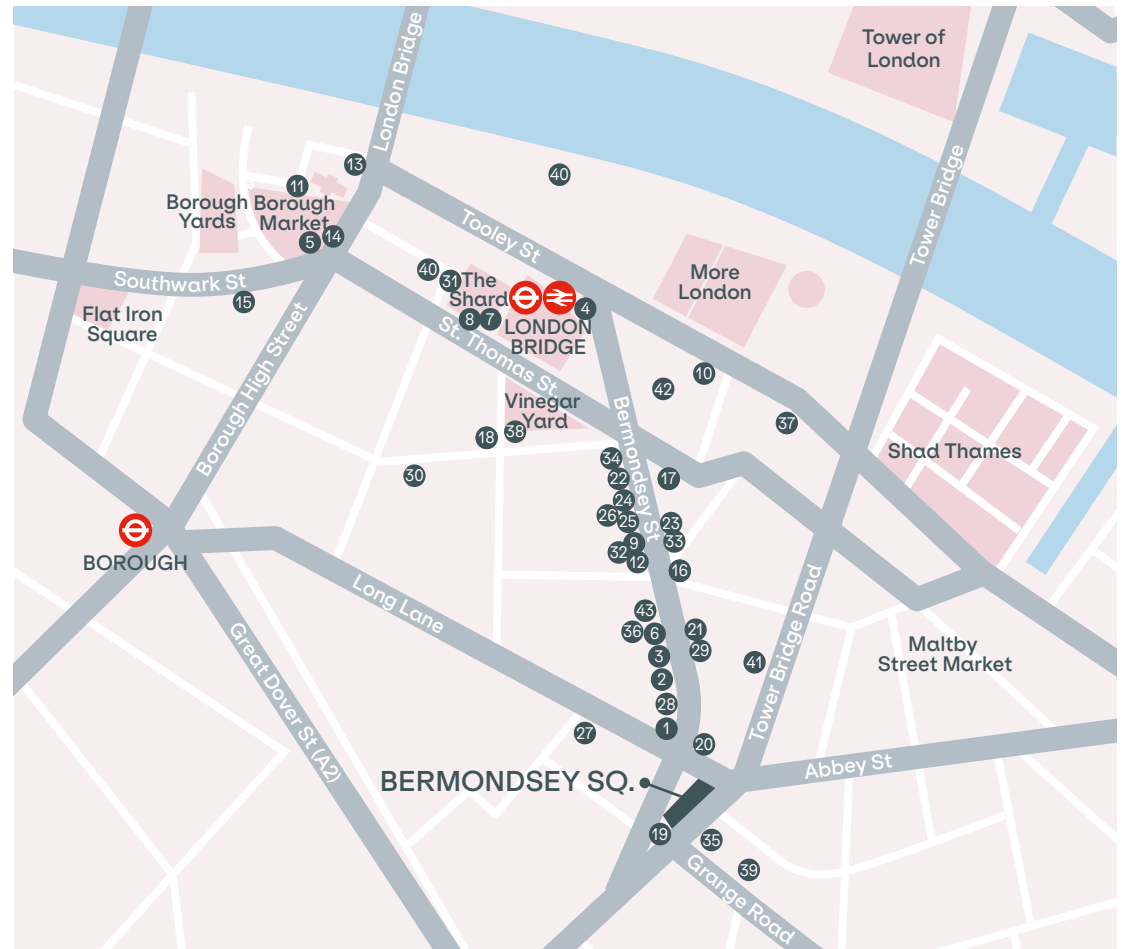 Tower of
London
London Bridge
Tower Bridge
13
40
11
Borough
Yards
Borough
Market
5
14
Tooley St
Southwark St
15
Flat Iron
Square
40
31
The
Shard
8
7
4
LONDON
BRIDGE
More
London
St. Thomas St
Borough High Street
10
42
37
Vinegar
Yard
18
38
30
Bermondsey St
Shad Thames
34
22
17
24
26
25
23
33
9
32
12
16
BOROUGH
Long Lane
43
36
6
21
3
29
41
2
28
1
27
20
Great Dover St (A2)
Tower Bridge Road
Maltby
Street Market
Abbey St
BERMONDSEY SQ.
19
35
39
Grange Road